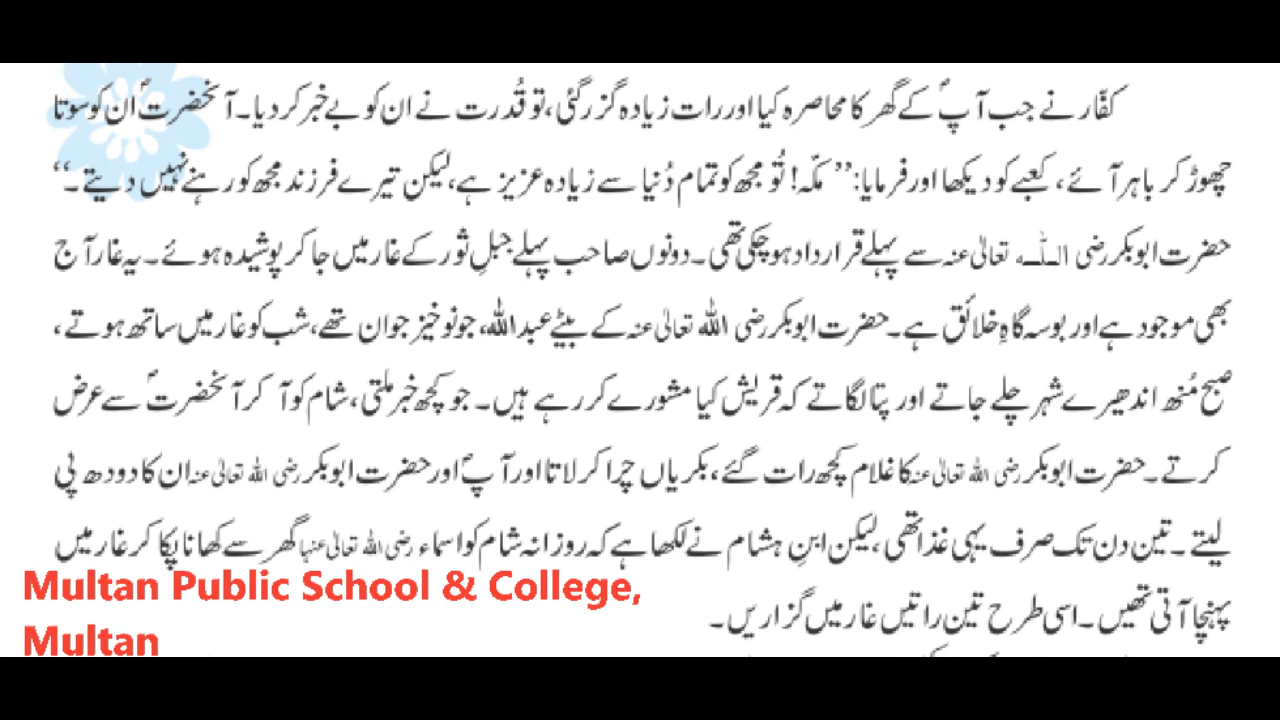 کفّار نے جب آپؐ کے گھر کا محاصرہ کیا اور رات زیادہ گزر گئی، تو قُدرت نے ان کو بے خبر کر دیا۔ آنحضرتؐ ان کو سوتا
چھوڑ کر باہر آئے، کعبے کو دیکھا اور فرمایا: ’’مکّہ! تُو مجھ کو تمام دُنیا سے زیادہ عزیز ہے، لیکن تیرے فرزند مجھ کو رہنے نہیں دیتے۔‘‘
حضرت ابوبکر رضی اللہ تعالیٰ عنہ سے پہلے قرارداد ہو چکی تھی۔ دونوں صاحب پہلے جبلِ ثور کے غار میں جا کر پوشیدہ ہوئے۔ یہ غار آج
بھی موجود ہے اور بوسہ گاہِ خلائق ہے۔ حضرت ابوبکر رضی اللہ تعالیٰ عنہ کے بیٹے عبداللہ، جو نوخیز جوان تھے، شب کو غار میں ساتھ ہوتے،
صبح مُنھ اندھیرے شہر چلے جاتے اور پتا لگاتے کہ قریش کیا مشورے کر رہے ہیں۔ جو کچھ خبر ملتی، شام کو آ کر آنحضرتؐ سے عرض
کرتے۔ حضرت ابوبکر رضی اللہ تعالیٰ عنہ کا غلام کچھ رات گئے، بکریاں چرا کر لاتا اور آپؐ اور حضرت ابوبکر رضی اللہ تعالیٰ عنہ ان کا دودھ پی
لیتے۔ تین دن تک صرف یہی غذا تھی، لیکن ابنِ ہشام نے لکھا ہے کہ روزانہ شام کو اسماء رضی اللہ تعالیٰ عنہا گھر سے کھانا پکا کر غار میں
پہنچا آتی تھیں۔ اسی طرح تین راتیں غار میں گزاریں۔
Multan Public School & College,
Multan